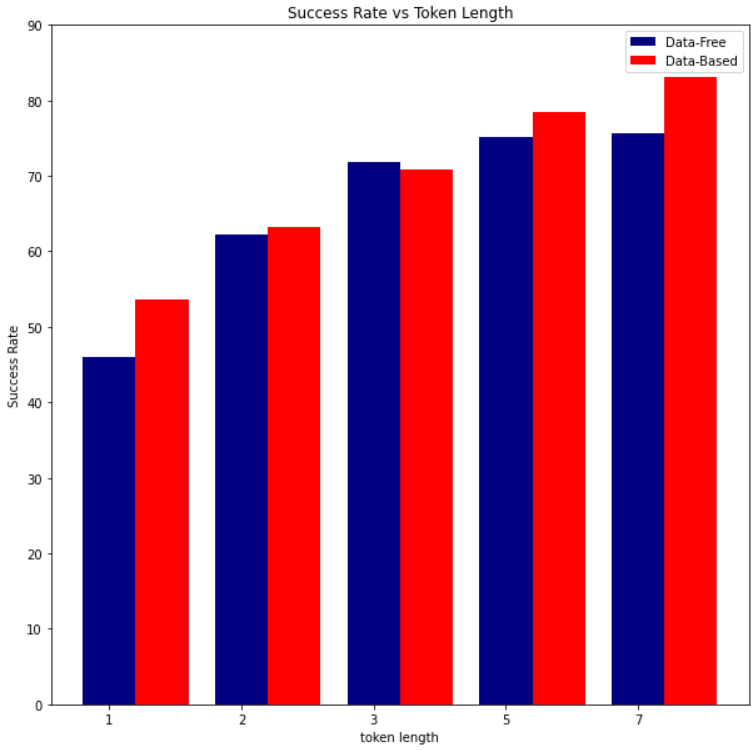 Success Rate vs Token Length
Data-Free
Data-Based
Success Rate
90
80
70
60
50
40
30
20
10
0
1 2 3 5 7
token length